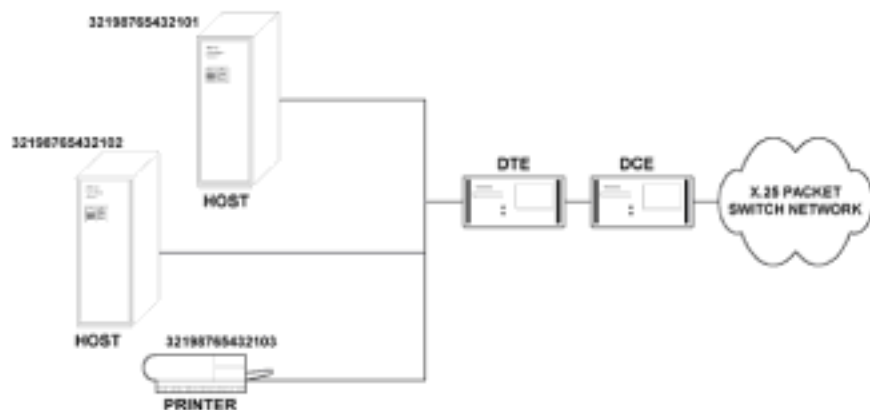 32198765432101
HOST
32198765432102
HOST
32198765432103
PRINTER
DTE
DCE
X.25 PACKET
SWITCH NETWORK